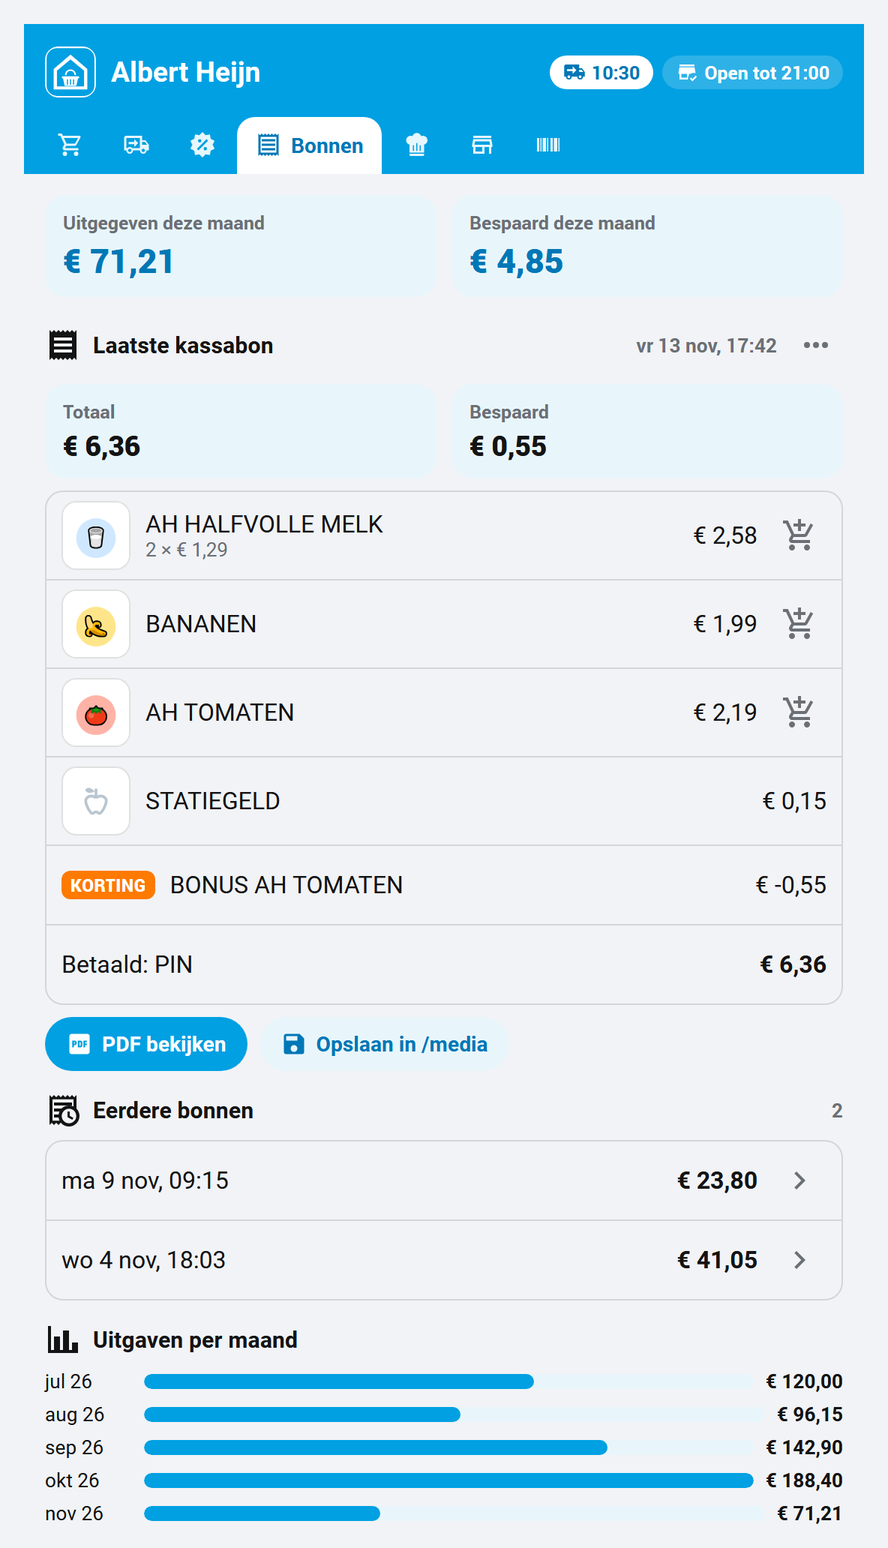 Albert Heijn
10:30
Open tot 21:00
Bonnen
Uitgegeven deze maand
€ 71,21
Bespaard deze maand
€ 4,85
Laatste kassabon
vr 13 nov, 17:42
Totaal
€ 6,36
Bespaard
€ 0,55
AH HALFVOLLE MELK
2 × € 1,29
€ 2,58
BANANEN
€ 1,99
AH TOMATEN
€ 2,19
STATIEGELD
€ 0,15
KORTING
BONUS AH TOMATEN
€ -0,55
Betaald: PIN
€ 6,36
PDF
PDF bekijken
Opslaan in /media
Eerdere bonnen
2
ma 9 nov, 09:15
€ 23,80
wo 4 nov, 18:03
€ 41,05
Uitgaven per maand
jul 26
€ 120,00
aug 26
€ 96,15
sep 26
€ 142,90
okt 26
€ 188,40
nov 26
€ 71,21